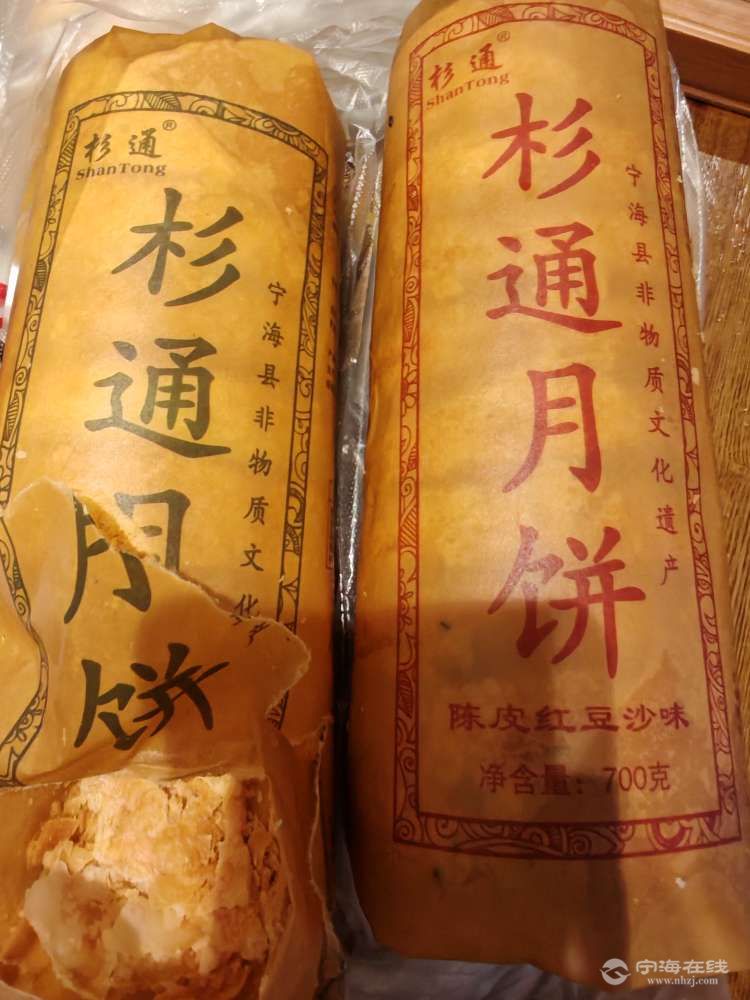 杉通®
ShanTong
杉通月饼
宁海县非物质文化产
杉通®
ShanTong
杉通月饼
宁海县非物质文化遗产
陈皮红豆沙味
净含量：700克
宁海在线
www.nhzj.com